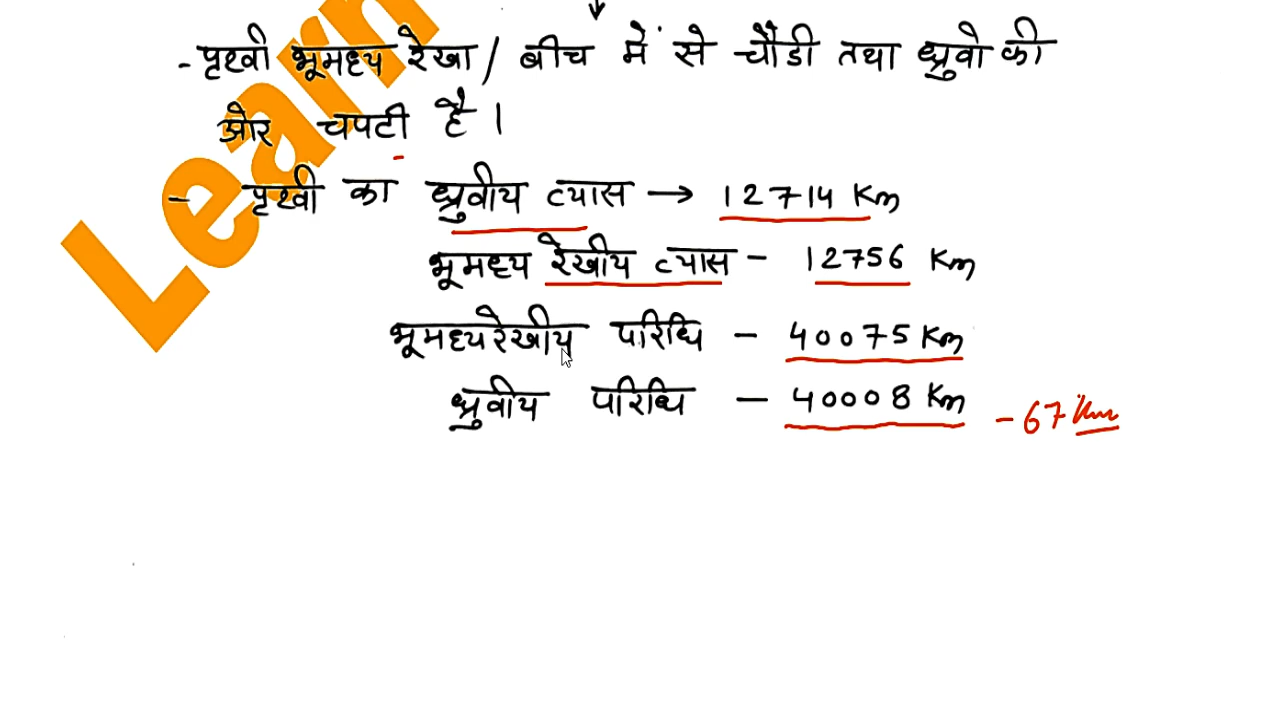 Learn
- पृथ्वी भूमध्य रेखा / बीच में से चौडी तथा ध्रुवो की
ओर चपटी है ।
- पृथ्वी का ध्रुवीय व्यास → 12714 Km
भूमध्य रेखीय व्यास - 12756 Km
भूमध्यरेखीय परिधि - 40075 Km
ध्रुवीय परिधि - 40008 Km - 67 Km